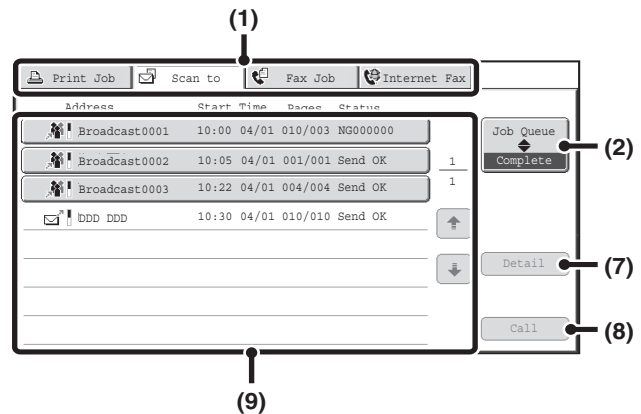 (1)
Print Job Scan to Fax Job Internet Fax
Address Start Time Pages Status
Broadcast0001 10:00 04/01 010/003 NG000000
Broadcast0002 10:05 04/01 001/001 Send OK
Broadcast0003 10:22 04/01 004/004 Send OK
DDD DDD 10:30 04/01 010/010 Send OK
1
1
Job Queue
Complete
(2)
Detail
(7)
Call
(8)
(9)